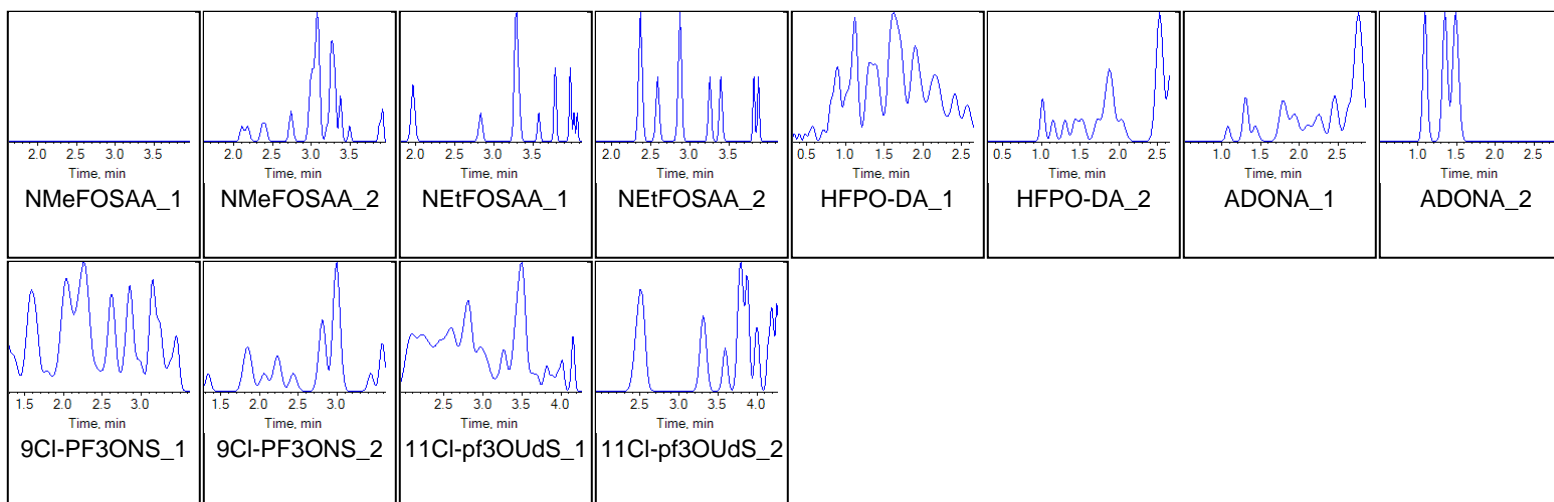 2.0 2.5 3.0 3.5
Time, min
NMeFOSAA_1
2.0 2.5 3.0 3.5
Time, min
NMeFOSAA_2
2.0 2.5 3.0 3.5
Time, min
NEtFOSAA_1
2.0 2.5 3.0 3.5
Time, min
NEtFOSAA_2
0.5 1.0 1.5 2.0 2.5
Time, min
HFPO-DA_1
0.5 1.0 1.5 2.0 2.5
Time, min
HFPO-DA_2
1.0 1.5 2.0 2.5
Time, min
ADONA_1
1.0 1.5 2.0 2.5
Time, min
ADONA_2
1.5 2.0 2.5 3.0
Time, min
9Cl-PF3ONS_1
1.5 2.0 2.5 3.0
Time, min
9Cl-PF3ONS_2
2.5 3.0 3.5 4.0
Time, min
11Cl-pf3OUdS_1
2.5 3.0 3.5 4.0
Time, min
11Cl-pf3OUdS_2